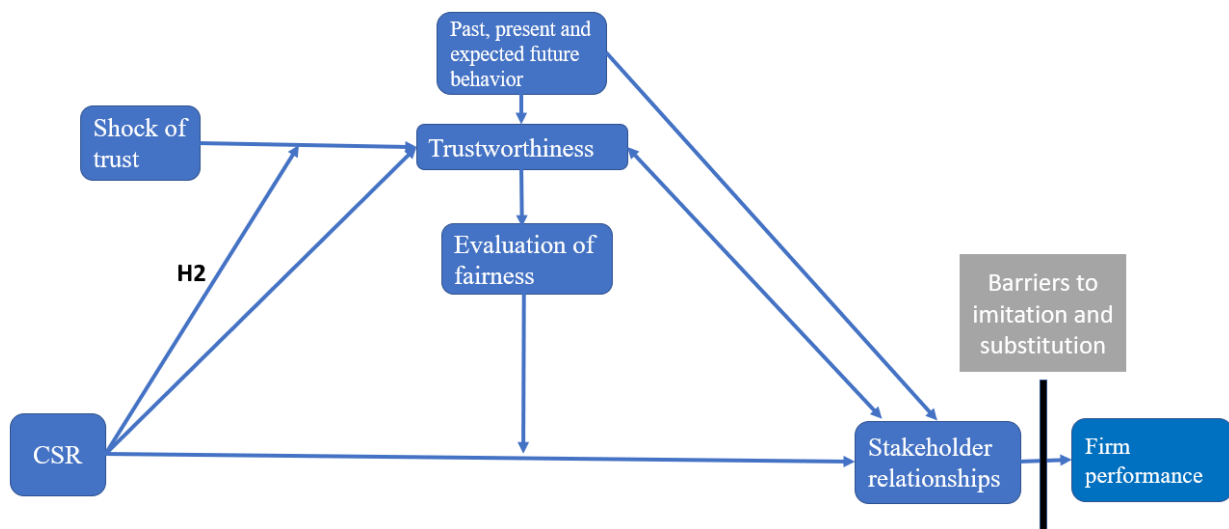 Past, present and
expected future
behavior
Shock of
trust
Trustworthiness
Evaluation of
fairness
H2
Barriers to
imitation and
substitution
CSR
Stakeholder
relationships
Firm
performance